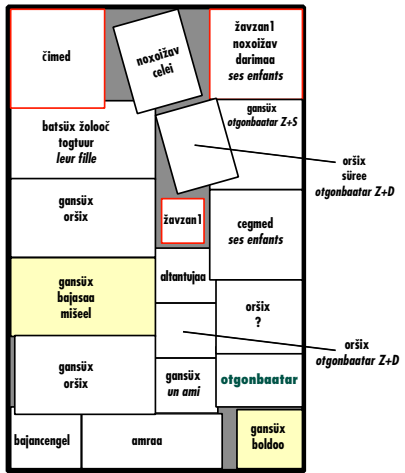 čimed
noxoižav
celei
žavzan1
noxoižav
darimaa
ses enfants
batsüx žolooč
togtuur
leur fille
gansüx
otgonbaatar Z+S
oršix
süree
otgonbaatar Z+D
gansüx
oršix
žavzan1
cegmed
ses enfants
altantujaa
gansüx
bajasaa
mišeel
oršix
?
oršix
otgonbaatar Z+D
gansüx
oršix
gansüx
un ami
otgonbaatar
bajancengel
amraa
gansüx
boldoo